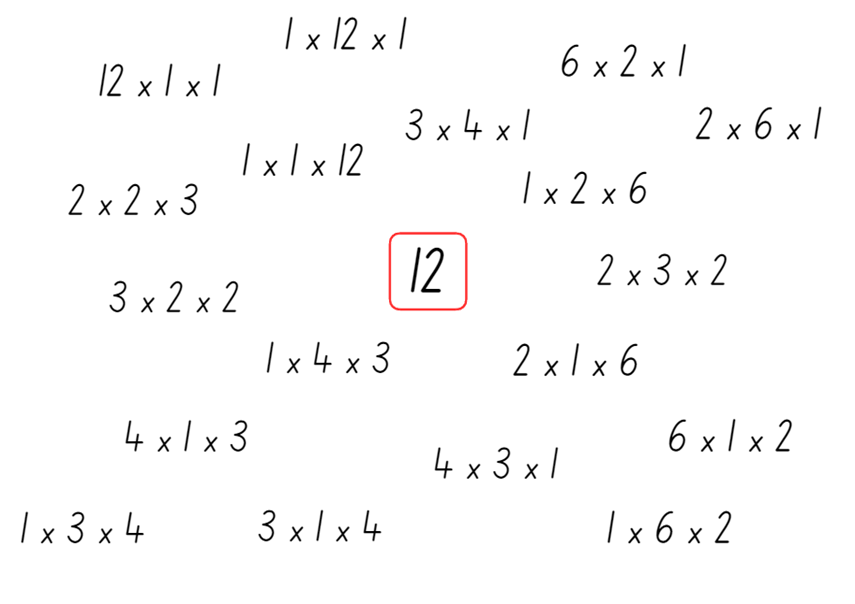 1 x 12 x 1
6 x 2 x 1
12 x 1 x 1
3 x 4 x 1
2 x 6 x 1
1 x 1 x 12
1 x 2 x 6
2 x 2 x 3
12
2 x 3 x 2
3 x 2 x 2
1 x 4 x 3
2 x 1 x 6
4 x 1 x 3
6 x 1 x 2
4 x 3 x 1
1 x 3 x 4
3 x 1 x 4
1 x 6 x 2